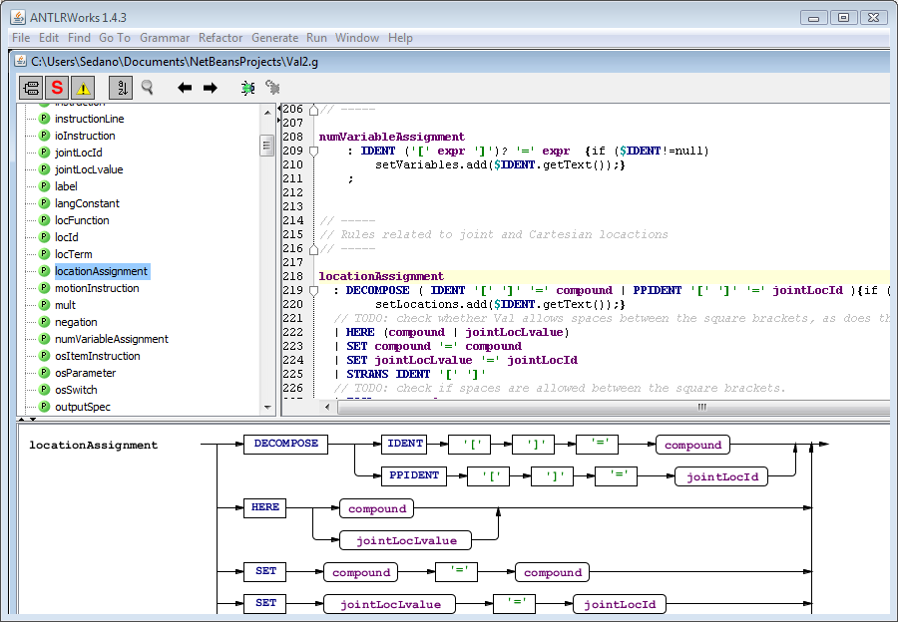 ANTLRWorks 1.4.3
File Edit Find Go To Grammar Refactor Generate Run Window Help
C:\Users\Sedano\Documents\NetBeansProjects\Val2.g
S
instruction
instructionLine
ioInstruction
jointLocId
jointLocLvalue
label
langConstant
locFunction
locId
locTerm
locationAssignment
motionInstruction
mult
negation
numVariableAssignment
osItemInstruction
osParameter
osSwitch
outputSpec
206 // -----
207
208 numVariableAssignment
209 : IDENT ('[' expr ']')? '=' expr {if ($IDENT!=null)
210 setVariables.add($IDENT.getText());}
211 ;
212
213
214 // -----
215 // Rules related to joint and Cartesian locactions
216 // -----
217
218 locationAssignment
219 : DECOMPOSE ( IDENT '[' ']' '=' compound | PPIDENT '[' ']' '=' jointLocId ){if (
220 setLocations.add($IDENT.getText());}
221 // TODO: check whether Val allows spaces between the square brackets, as does th
222 | HERE (compound | jointLocLvalue)
223 | SET compound '=' compound
224 | SET jointLocLvalue '=' jointLocId
225 | STRANS IDENT '[' ']'
226 // TODO: check if spaces are allowed between the square brackets.
locationAssignment
DECOMPOSE IDENT '[' ']' '=' compound
PPIDENT '[' ']' '=' jointLocId
HERE compound
jointLocLvalue
SET compound '=' compound
SET jointLocLvalue '=' jointLocId